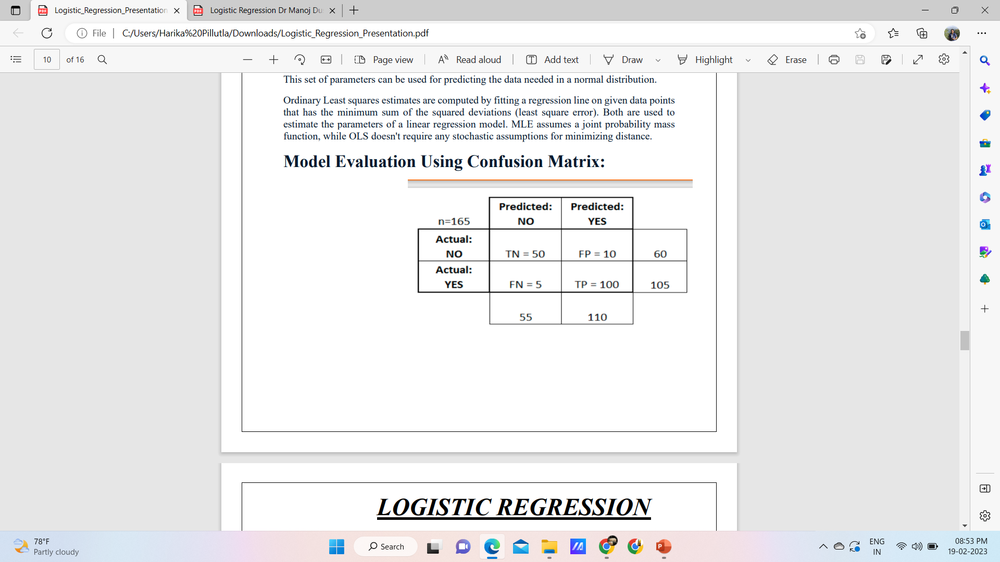 Logistic_Regression_Presentation
Logistic Regression Dr Manoj Du
File
C:/Users/Harika%20Pillutla/Downloads/Logistic_Regression_Presentation.pdf
10 of 16
Page view
Read aloud
Add text
Draw
Highlight
Erase
This set of parameters can be used for predicting the data needed in a normal distribution.
Ordinary Least squares estimates are computed by fitting a regression line on given data points
that has the minimum sum of the squared deviations (least square error). Both are used to
estimate the parameters of a linear regression model. MLE assumes a joint probability mass
function, while OLS doesn't require any stochastic assumptions for minimizing distance.
Model Evaluation Using Confusion Matrix:
n=165
Predicted:
NO
Predicted:
YES
Actual:
NO
TN = 50
FP = 10
60
Actual:
YES
FN = 5
TP = 100
105
55
110
LOGISTIC REGRESSION
78°F
Partly cloudy
Search
ENG
IN
08:53 PM
19-02-2023